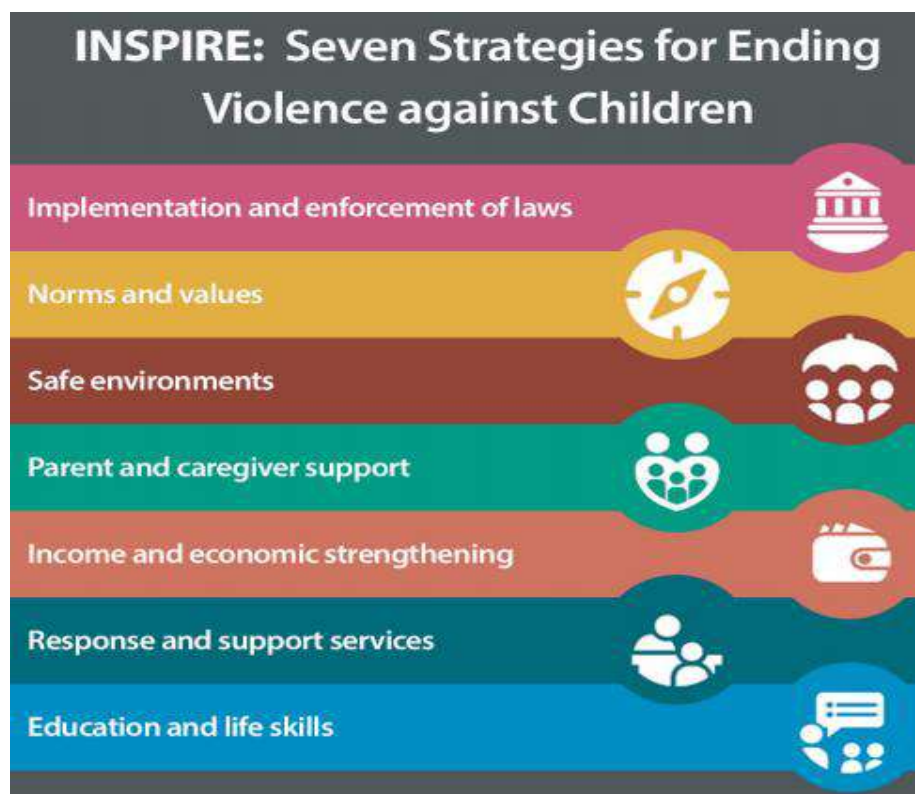 INSPIRE: Seven Strategies for Ending
Violence against Children
Implementation and enforcement of laws
Norms and values
Safe environments
Parent and caregiver support
Income and economic strengthening
Response and support services
Education and life skills